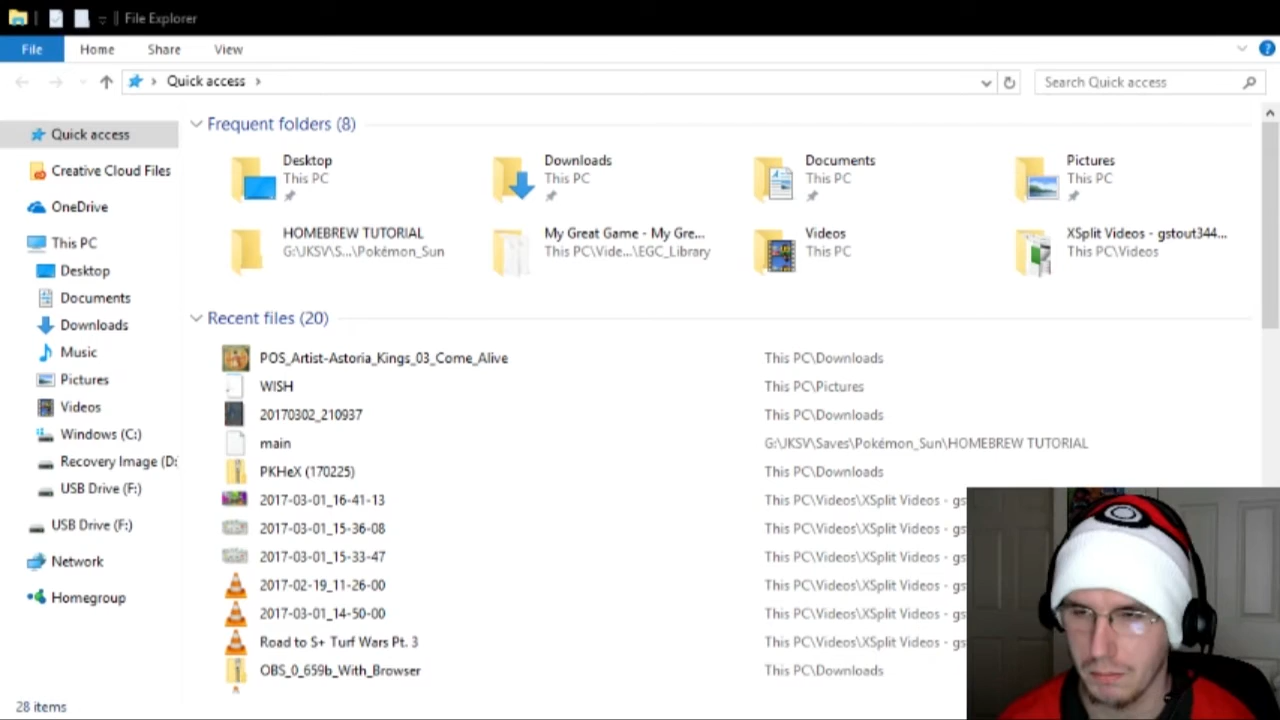 File Explorer
File Home Share View
Quick access
Search Quick access
Quick access
Creative Cloud Files
OneDrive
This PC
Desktop
Documents
Downloads
Music
Pictures
Videos
Windows (C:)
Recovery Image (D:
USB Drive (F:)
USB Drive (F:)
Network
Homegroup
Frequent folders (8)
Desktop
This PC
Downloads
This PC
Documents
This PC
Pictures
This PC
HOMEBREW TUTORIAL
G:\JKSV\S...\Pokémon_Sun
My Great Game - My Gre...
This PC\Vide...\EGC_Library
Videos
This PC
XSplit Videos - gstout344...
This PC\Videos
Recent files (20)
POS_Artist-Astoria_Kings_03_Come_Alive This PC\Downloads
WISH This PC\Pictures
20170302_210937 This PC\Downloads
main G:\JKSV\Saves\Pokémon_Sun\HOMEBREW TUTORIAL
PKHeX (170225) This PC\Downloads
2017-03-01_16-41-13 This PC\Videos\XSplit Videos - gs
2017-03-01_15-36-08 This PC\Videos\XSplit Videos - gs
2017-03-01_15-33-47 This PC\Videos\XSplit Videos - gs
2017-02-19_11-26-00 This PC\Videos\XSplit Videos - gs
2017-03-01_14-50-00 This PC\Videos\XSplit Videos - gs
Road to S+ Turf Wars Pt. 3 This PC\Videos\XSplit Videos - gs
OBS_0_659b_With_Browser This PC\Downloads
28 items